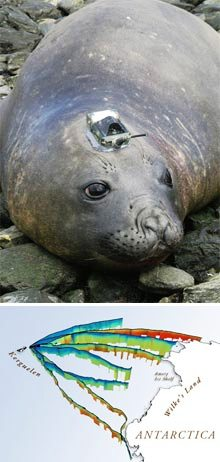 Kerguelen
Amery
Ice Shelf
Wilke's Land
ANTARCTICA